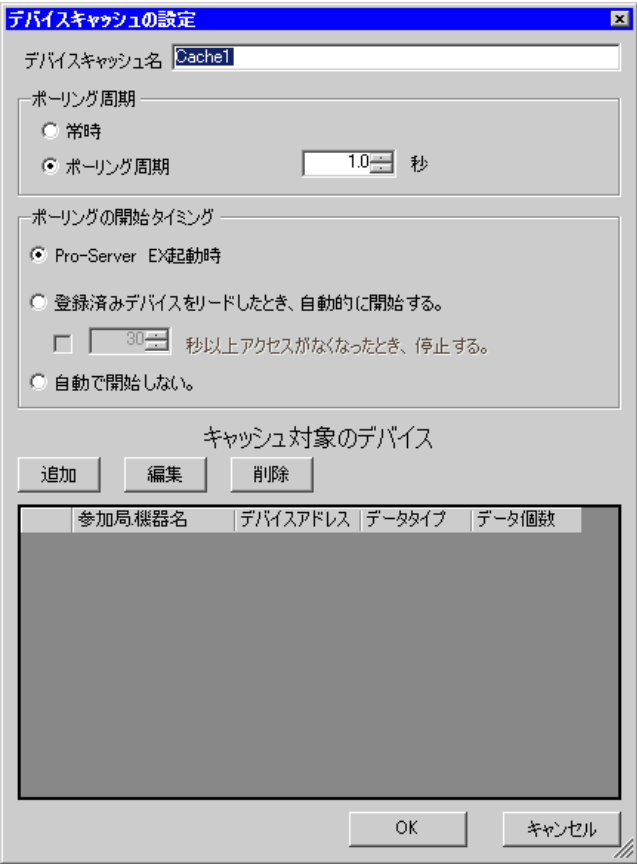 デバイスキャッシュの設定
デバイスキャッシュ名 Cache1
ポーリング周期
常時
ポーリング周期 1.0 秒
ポーリングの開始タイミング
Pro-Server EX起動時
登録済みデバイスをリードしたとき、自動的に開始する。
30 秒以上アクセスがなくなったとき、停止する。
自動で開始しない。
キャッシュ対象のデバイス
追加 編集 削除
参加局.機器名 デバイスアドレス データタイプ データ個数
OK キャンセル